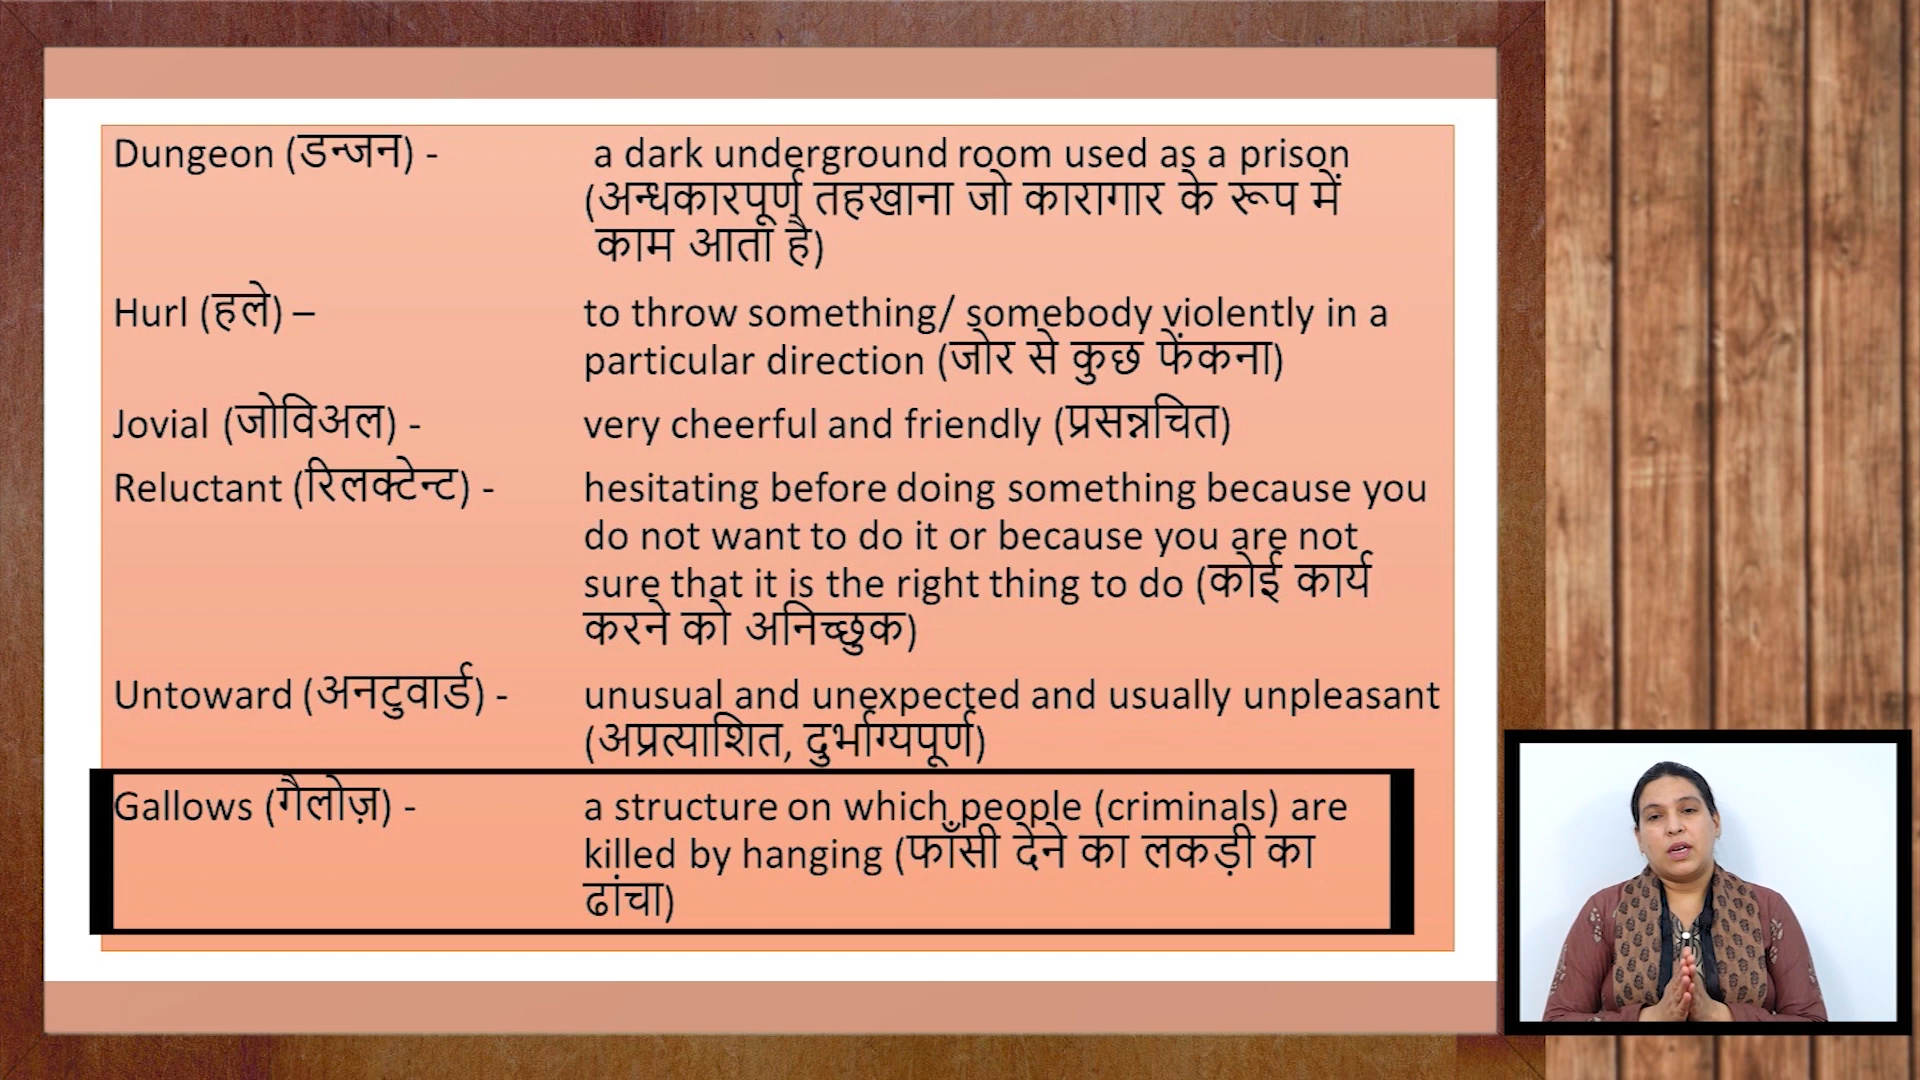 Dungeon (डन्जन) - a dark underground room used as a prison
(अन्धकारपूर्ण तहखाना जो कारागार के रूप में
काम आता है)
Hurl (हले) – to throw something/ somebody violently in a
particular direction (जोर से कुछ फेंकना)
Jovial (जोविअल) - very cheerful and friendly (प्रसन्नचित)
Reluctant (रिलक्टेन्ट) - hesitating before doing something because you
do not want to do it or because you are not
sure that it is the right thing to do (कोई कार्य
करने को अनिच्छुक)
Untoward (अनटुवार्ड) - unusual and unexpected and usually unpleasant
(अप्रत्याशित, दुर्भाग्यपूर्ण)
Gallows (गैलोज़) - a structure on which people (criminals) are
killed by hanging (फाँसी देने का लकड़ी का
ढांचा)